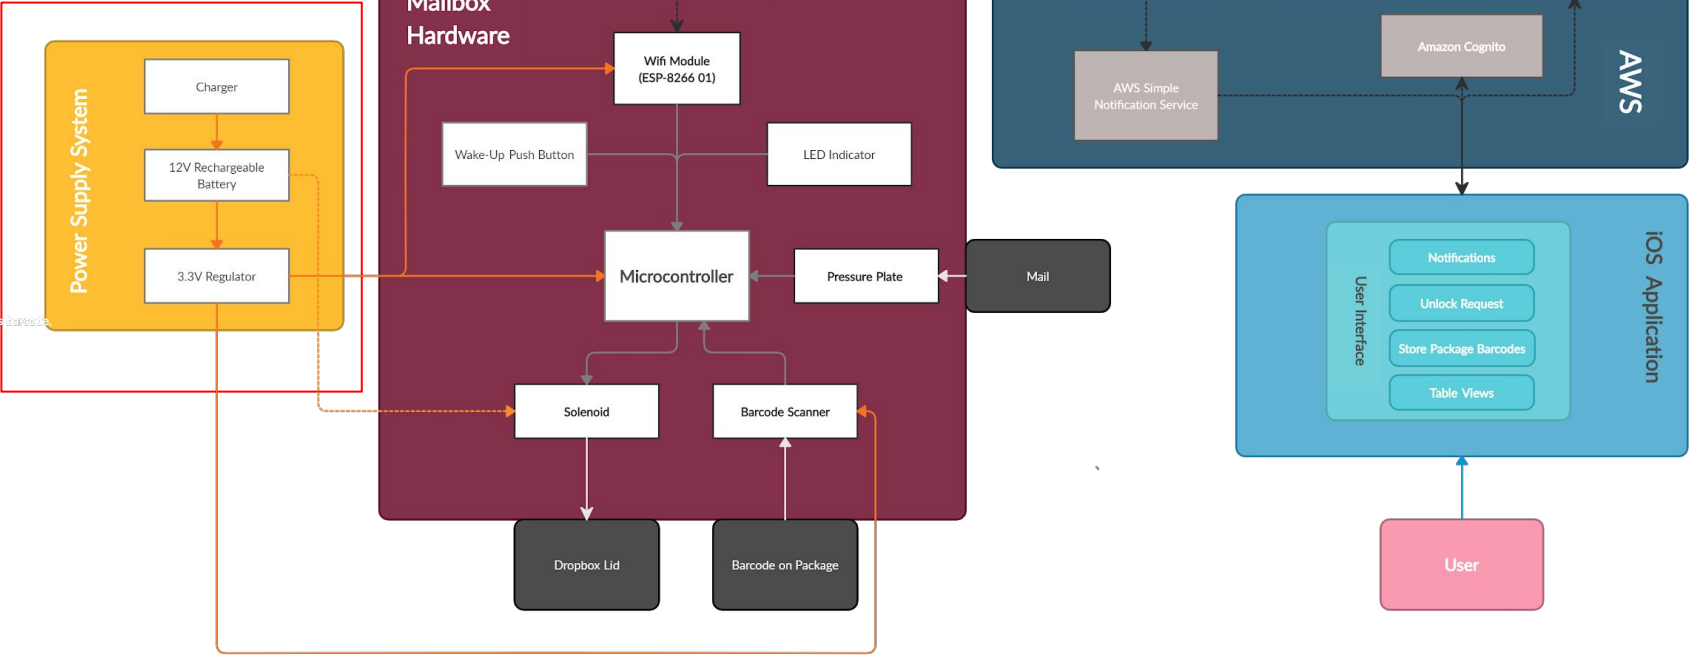 Mailbox
Hardware
Power Supply System
Charger
12V Rechargeable
Battery
3.3V Regulator
Wifi Module
(ESP-8266 01)
Wake-Up Push Button
LED Indicator
Microcontroller
Pressure Plate
Mail
Solenoid
Barcode Scanner
Dropbox Lid
Barcode on Package
AWS Simple
Notification Service
Amazon Cognito
AWS
iOS Application
User Interface
Notifications
Unlock Request
Store Package Barcodes
Table Views
User